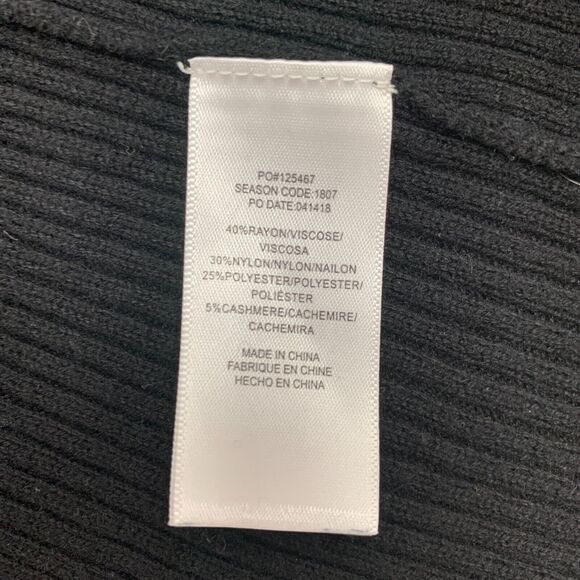 PO#125467
SEASON CODE:1807
PO DATE:041418
40%RAYON/VISCOSE/
VISCOSA
30%NYLON/NYLON/NAILON
25%POLYESTER/POLYESTER/
POLIÉSTER
5%CASHMERE/CACHEMIRE/
CACHEMIRA
MADE IN CHINA
FABRIQUE EN CHINE
HECHO EN CHINA